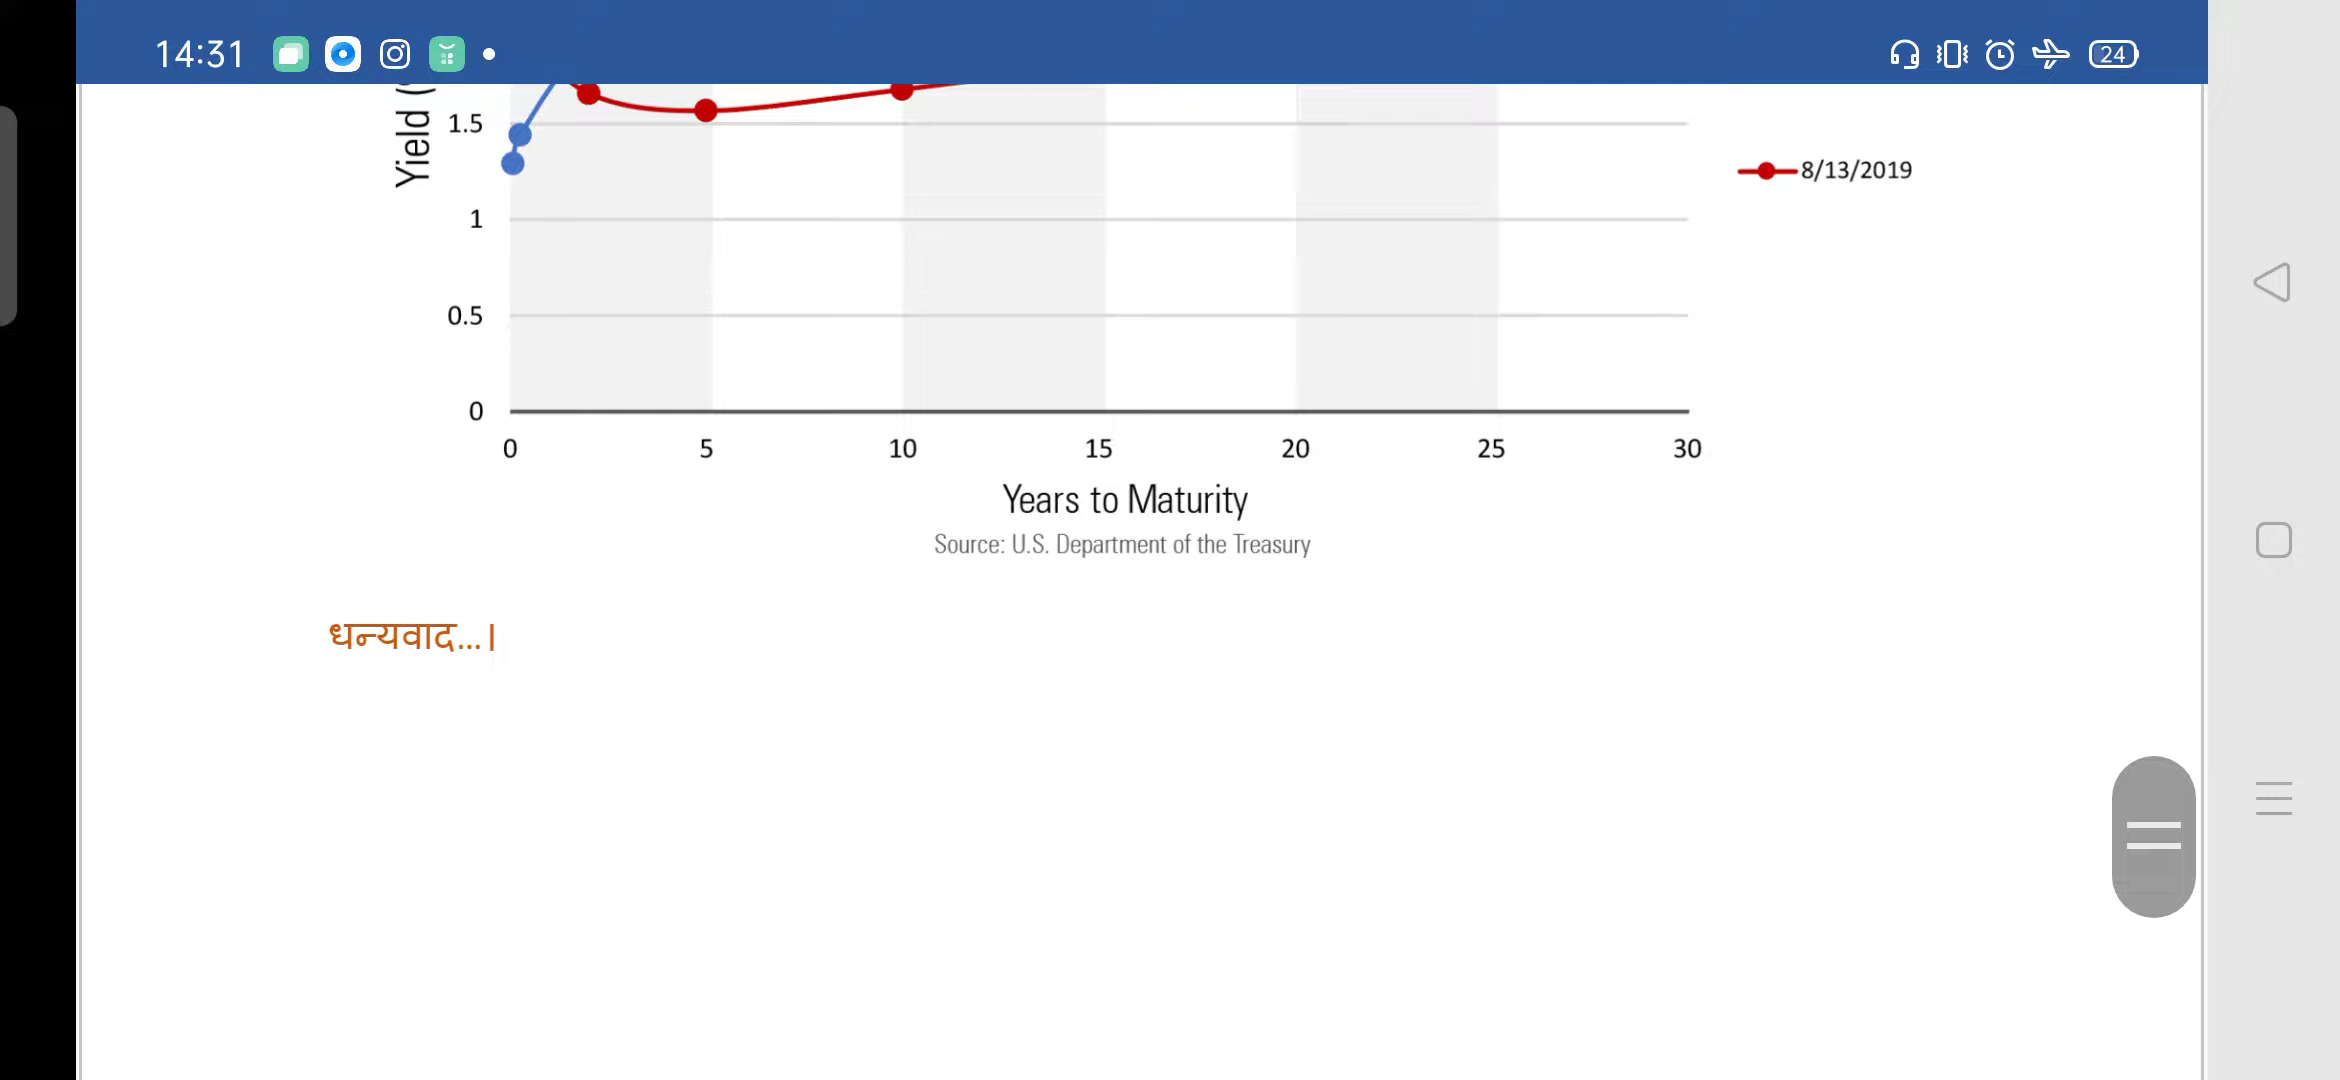 14:31
24
Yield (
1.5
8/13/2019
1
0.5
0
0 5 10 15 20 25 30
Years to Maturity
Source: U.S. Department of the Treasury
धन्यवाद...|